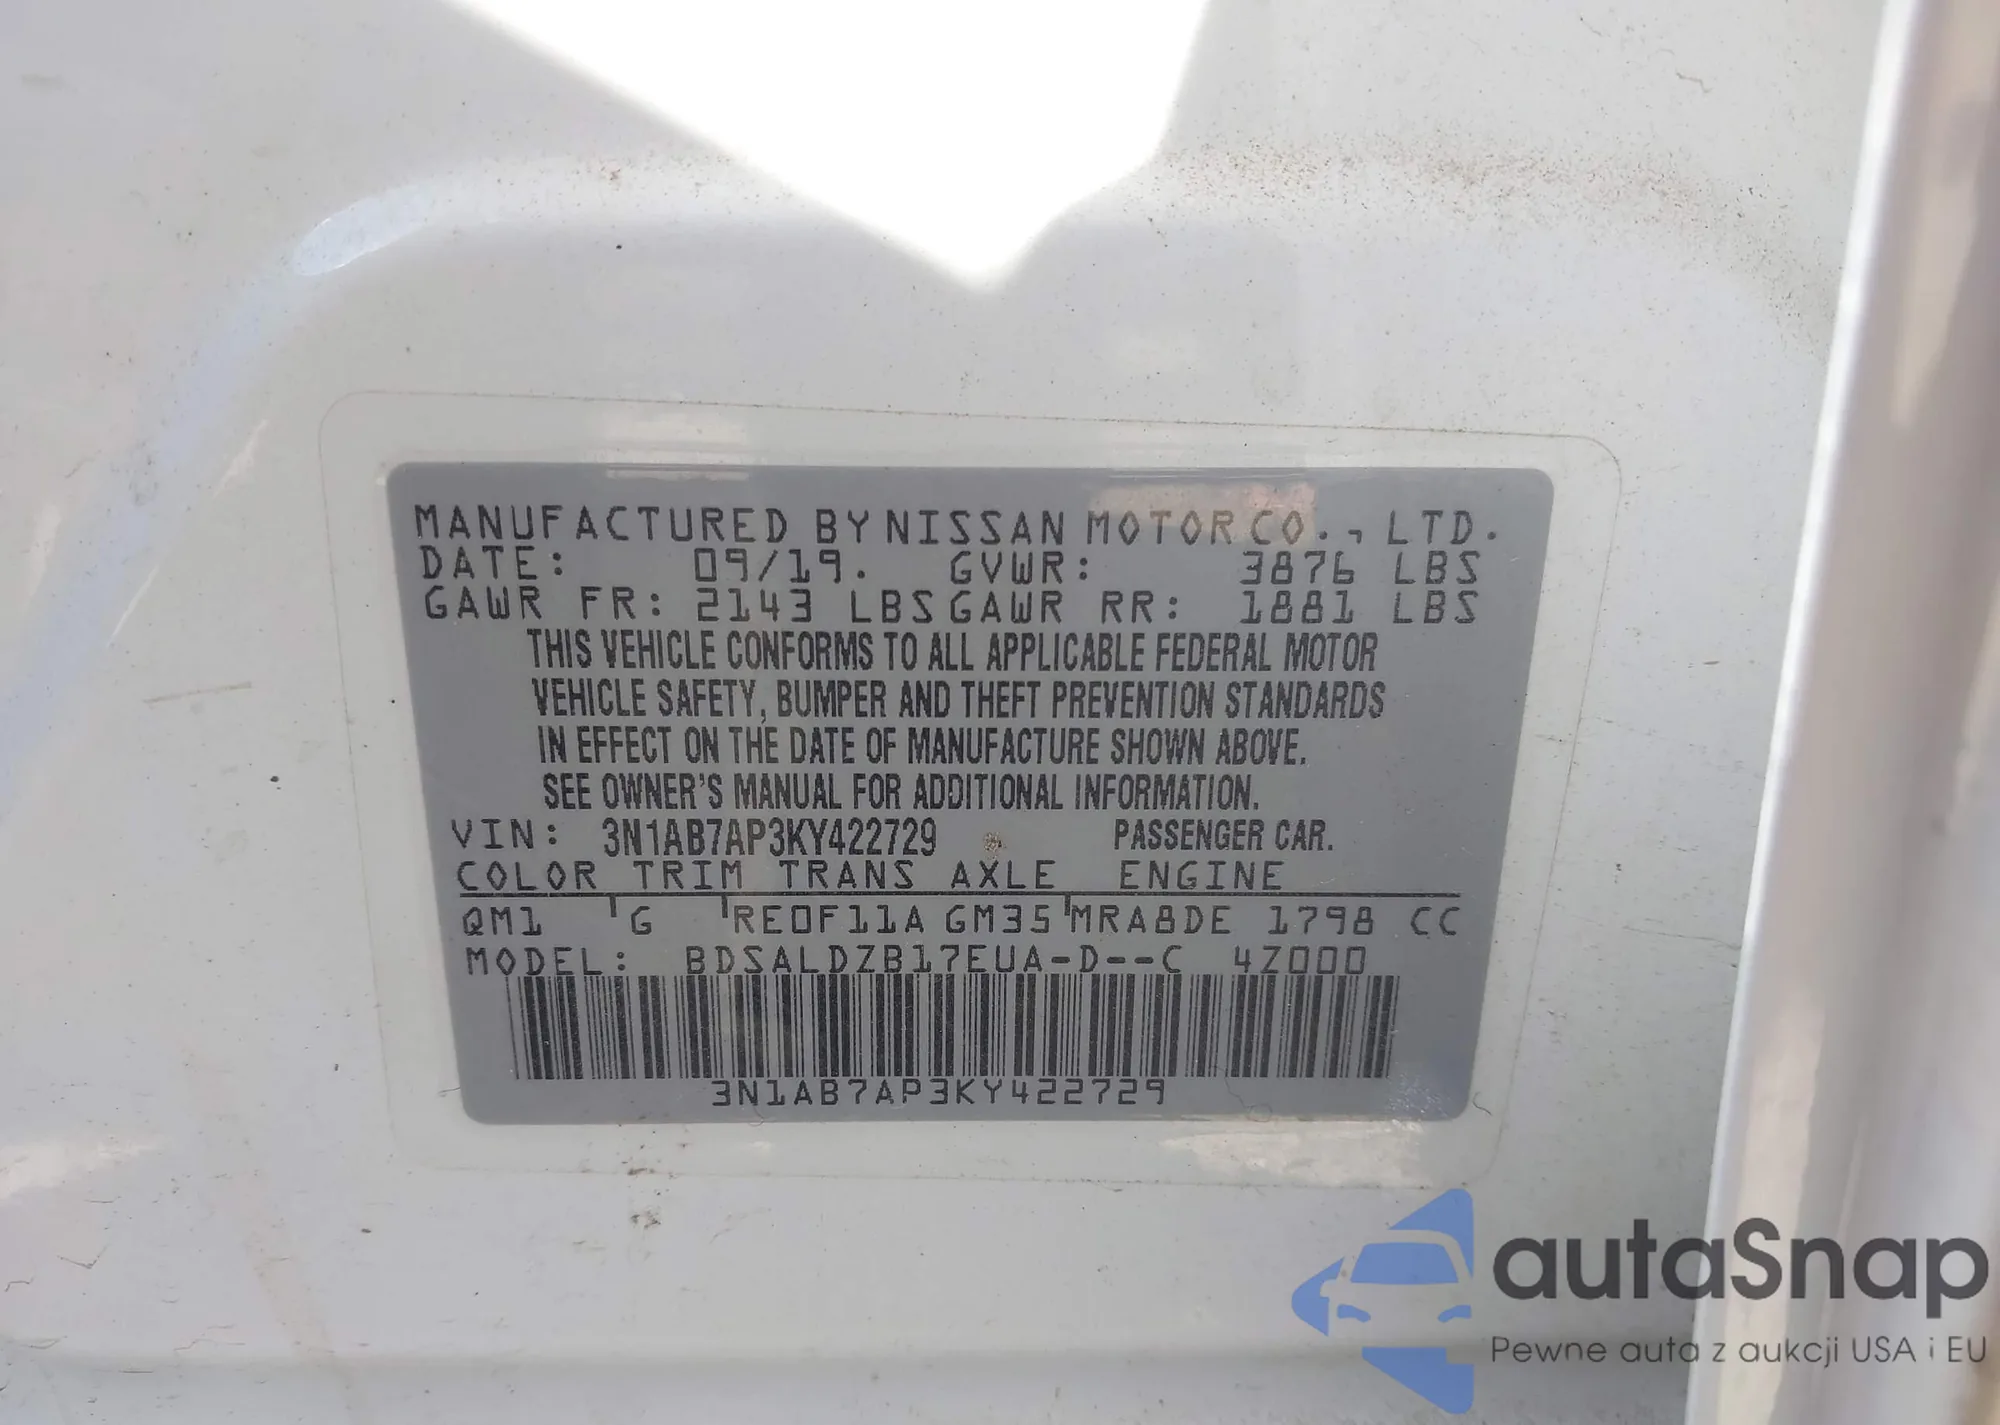 MANUFACTURED BY NISSAN MOTOR CO., LTD.
DATE: 09/19. GVWR: 3876 LBS
GAWR FR: 2143 LBS GAWR RR: 1881 LBS
THIS VEHICLE CONFORMS TO ALL APPLICABLE FEDERAL MOTOR
VEHICLE SAFETY, BUMPER AND THEFT PREVENTION STANDARDS
IN EFFECT ON THE DATE OF MANUFACTURE SHOWN ABOVE.
SEE OWNER'S MANUAL FOR ADDITIONAL INFORMATION.
VIN: 3N1AB7AP3KY422729 PASSENGER CAR.
COLOR TRIM TRANS AXLE ENGINE
QM1 G RE0F11A GM35 MRA8DE 1798 CC
MODEL: BDSALDZB17EUA-D--C 4Z000
3N1AB7AP3KY422729
autaSnap
Pewne auta z aukcji USA i EU